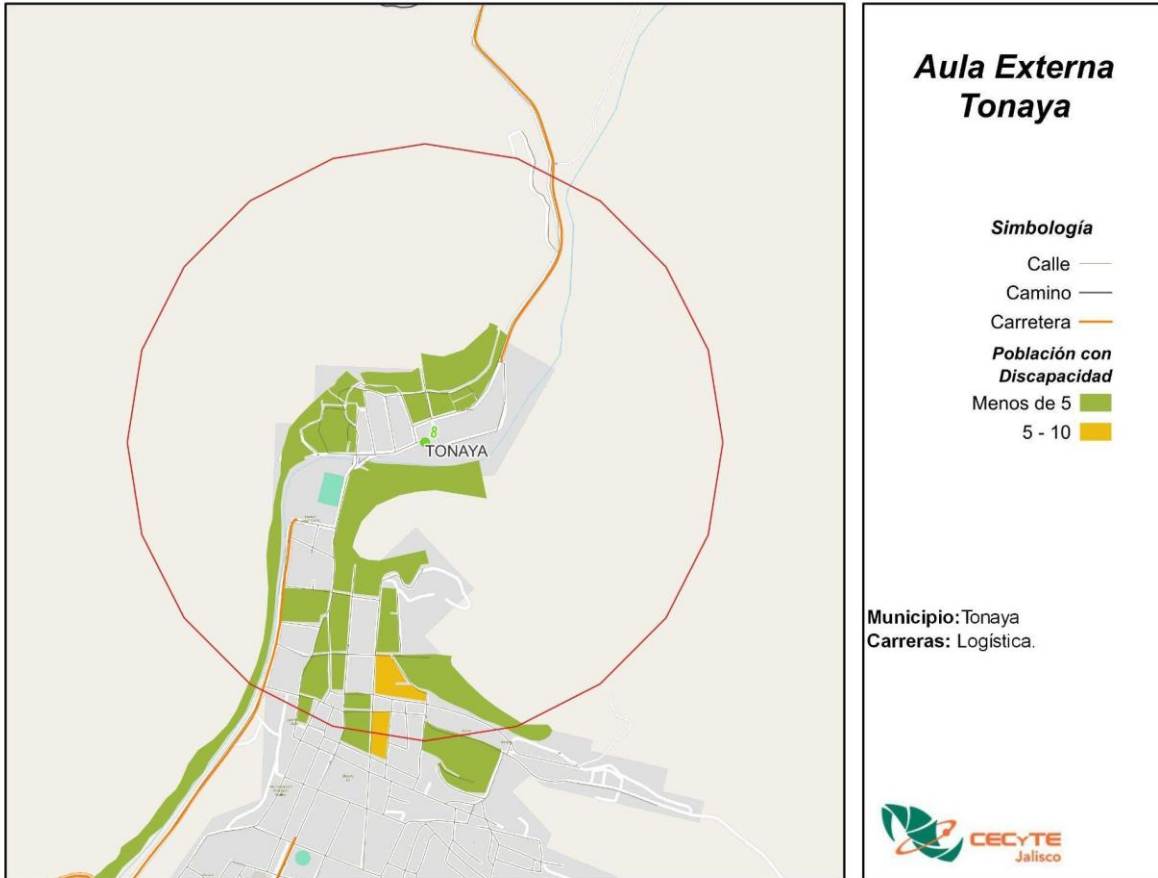 8
TONAYA
Aula Externa
Tonaya
Simbología
Calle
Camino
Carretera
Población con
Discapacidad
Menos de 5
5 - 10
Municipio:Tonaya
Carreras: Logística.
CECyTE
Jalisco